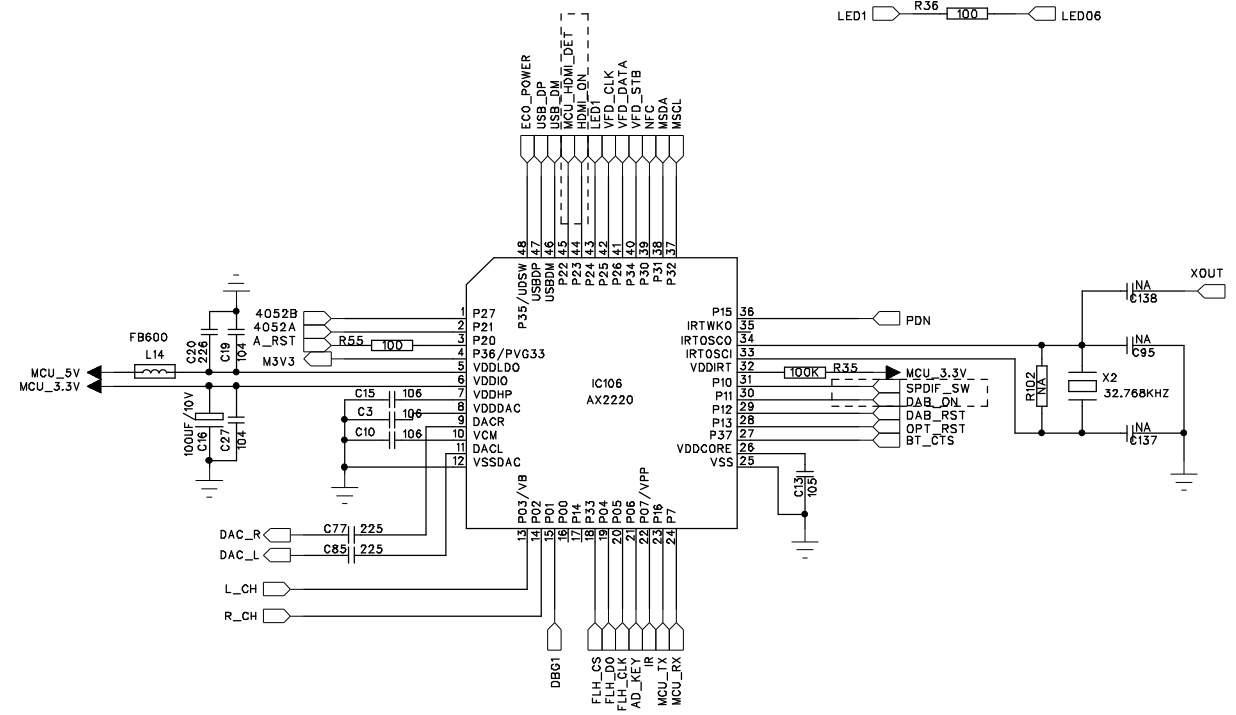 LED1
R36
100
LED06
ECO_POWER
USB_DP
USB_DM
MCU_HDMI_DET
HDMI_ON
LED1
VFD_CLK
VFD_DATA
VFD_STB
NFC
MSDA
MSCL
48
47
46
45
44
43
42
41
40
39
38
37
P35/UDSW
USBDP
USBDM
P22
P23
P24
P25
P26
P34
P30
P31
P32
4052B
4052A
A_RST
R55
100
M3V3
1
2
3
4
5
6
7
8
9
10
11
12
P27
P21
P20
P36/PVG33
VDDLDO
VDDIO
VDDHP
VDDDAC
DACR
VCM
DACL
VSSDAC
FB600
L14
C20
226
C19
104
MCU_5V
MCU_3.3V
100UF/10V
C16
C27
104
C15 106
C3 106
C10 106
IC106
AX2220
P15
IRTWKO
IRTOSCO
IRTOSCI
VDDIRT
P10
P11
P12
P13
P37
VDDCORE
VSS
36
35
34
33
32
31
30
29
28
27
26
25
PDN
100K
R35
MCU_3.3V
SPDIF_SW
DAB_ON
DAB_RST
OPT_RST
BT_CTS
C13
105
XOUT
NA
C138
NA
C95
R102
NA
X2
32.768KHZ
NA
C137
P03/VB
P02
P01
P00
P14
P33
P04
P05
P06
P07/VPP
P16
P7
13
14
15
16
17
18
19
20
21
22
23
24
DAC_R
C77 225
DAC_L
C85 225
L_CH
R_CH
DBG1
FLH_CS
FLH_DO
FLH_CLK
AD_KEY
IR
MCU_TX
MCU_RX